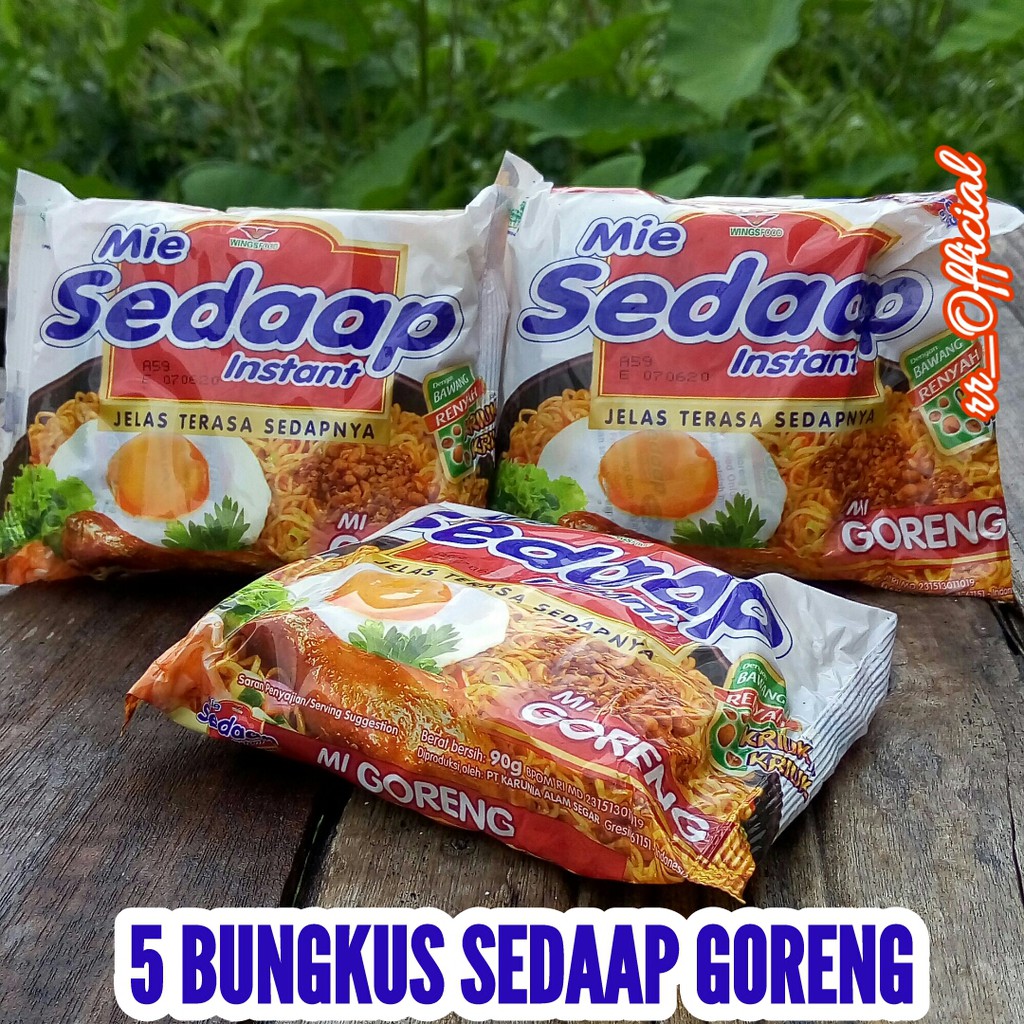 WINGSFOOD
Mie
Sedaap
Instant
A59
E 070620
JELAS TERASA SEDAPNYA
Dengan
BAWANG
RENYAH
KRIUK
KRIUK
MI
WINGSFOOD
Mie
Sedaap
Instant
A59
E 070620
JELAS TERASA SEDAPNYA
Dengan
BAWANG
RENYAH
MI
GORENG
231513011019
rr_Official
Sedaap
JELAS TERASA SEDAPNYA
Dengan
BAWANG
RENYAH
KRIUK
KRIUK
MI
GORENG
Saran Penyajian/Serving Suggestion
Sedaap
MI GORENG
Berat bersih: 90g BPOM RI MD 231513011019
Diproduksi oleh: PT KARUNIA ALAM SEGAR Gresik 61151
5 BUNGKUS SEDAAP GORENG